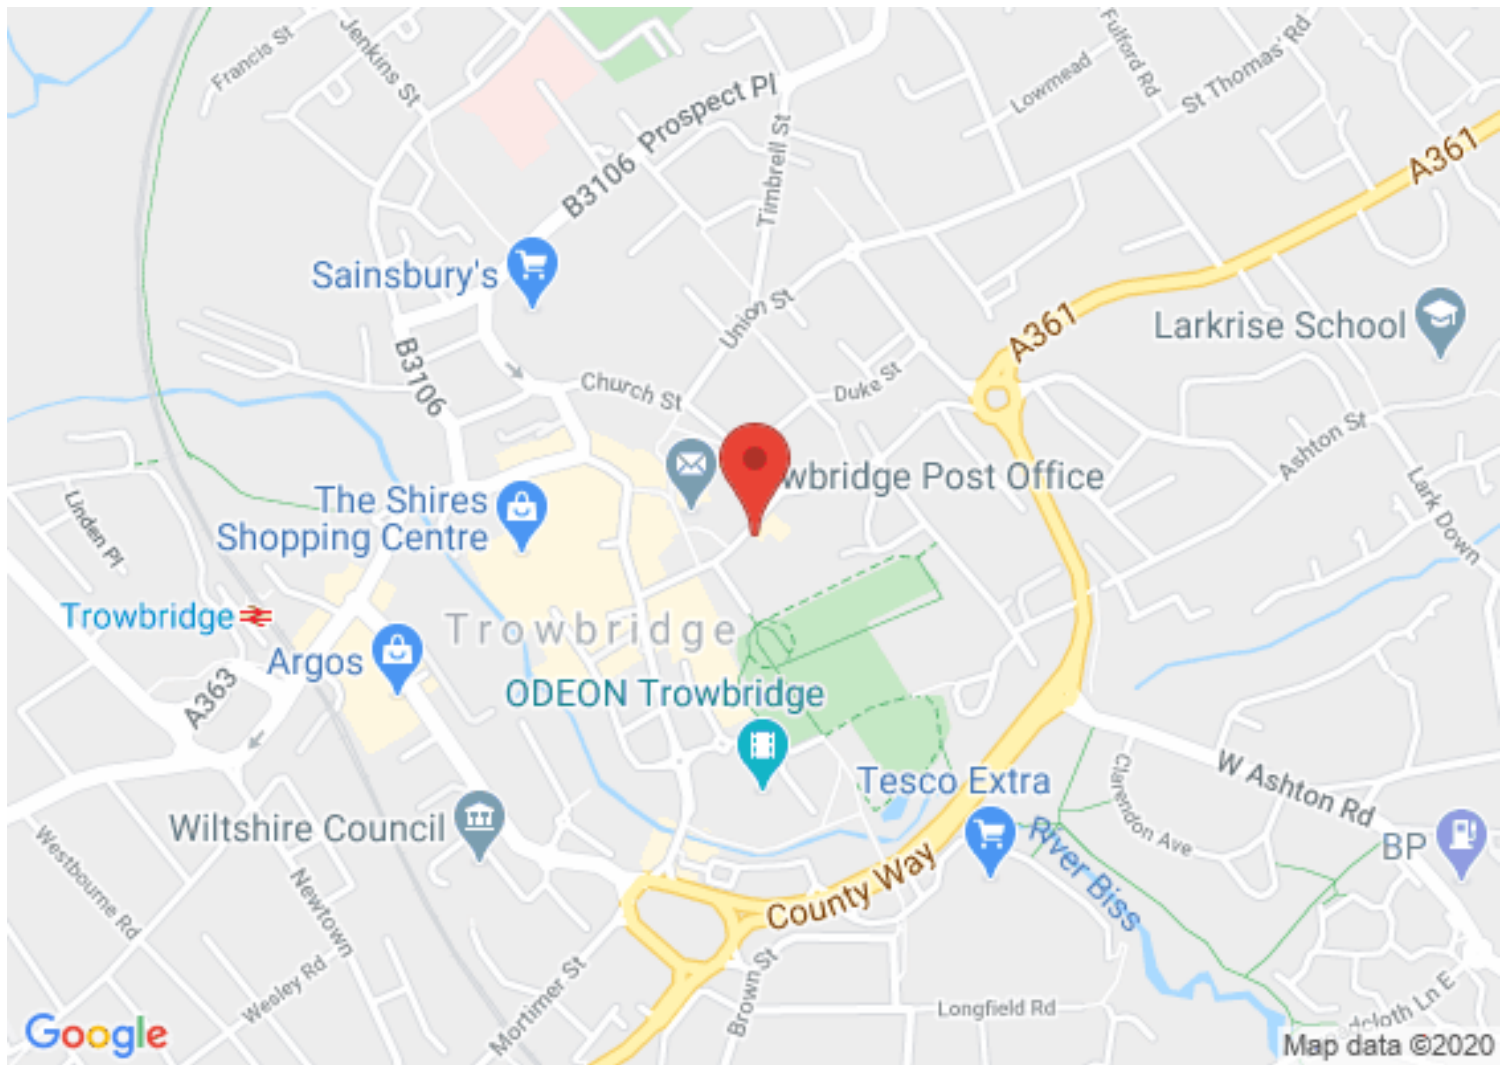 Francis St
Jenkins St
Fulford Rd
Lowmead
St Thomas' Rd
B3106
Prospect Pl
Timbrell St
A361
Sainsbury's
Union St
A361
Larkrise School
B3106
Church St
Duke St
Ashton St
wbridge Post Office
Lark Down
The Shires
Shopping Centre
Linden Pl
Trowbridge
Trowbridge
Argos
A363
ODEON Trowbridge
W Ashton Rd
Clarendon Ave
Tesco Extra
Wiltshire Council
River Biss
BP
County Way
Westbourne Rd
Newtown
Wesley Rd
Mortimer St
Brown St
Longfield Rd
Ln E
Google
Map data ©2020